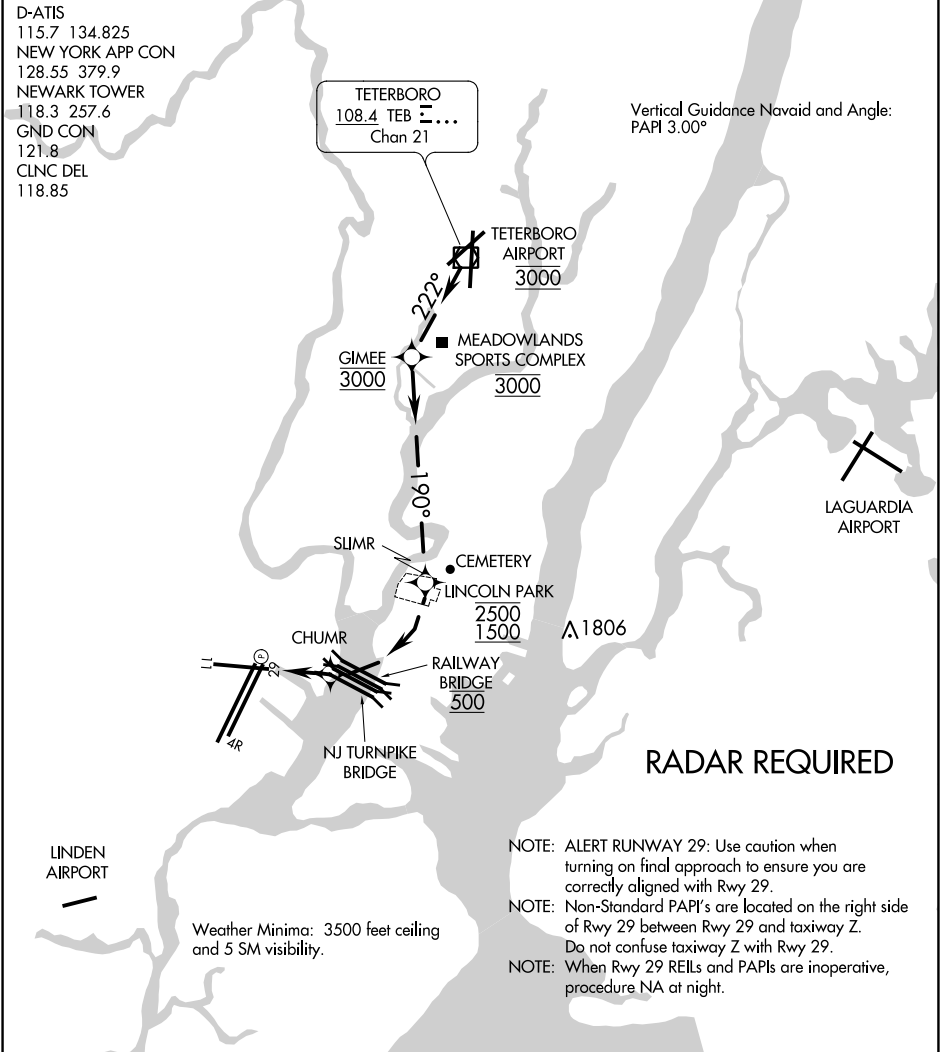 D-ATIS
115.7 134.825
NEW YORK APP CON
128.55 379.9
NEWARK TOWER
118.3 257.6
GND CON
121.8
CLNC DEL
118.85
TETERBORO
108.4 TEB
Chan 21
Vertical Guidance Navaid and Angle:
PAPI 3.00°
TETERBORO
AIRPORT
3000
222°
GIMEE
3000
MEADOWLANDS
SPORTS COMPLEX
3000
190°
LAGUARDIA
AIRPORT
SLIMR
CEMETERY
LINCOLN PARK
2500
1500
1806
CHUMR
RAILWAY
BRIDGE
500
11
P
29
4R
NJ TURNPIKE
BRIDGE
RADAR REQUIRED
LINDEN
AIRPORT
Weather Minima: 3500 feet ceiling
and 5 SM visibility.
NOTE: ALERT RUNWAY 29: Use caution when
turning on final approach to ensure you are
correctly aligned with Rwy 29.
NOTE: Non-Standard PAPI's are located on the right side
of Rwy 29 between Rwy 29 and taxiway Z.
Do not confuse taxiway Z with Rwy 29.
NOTE: When Rwy 29 REILs and PAPIs are inoperative,
procedure NA at night.